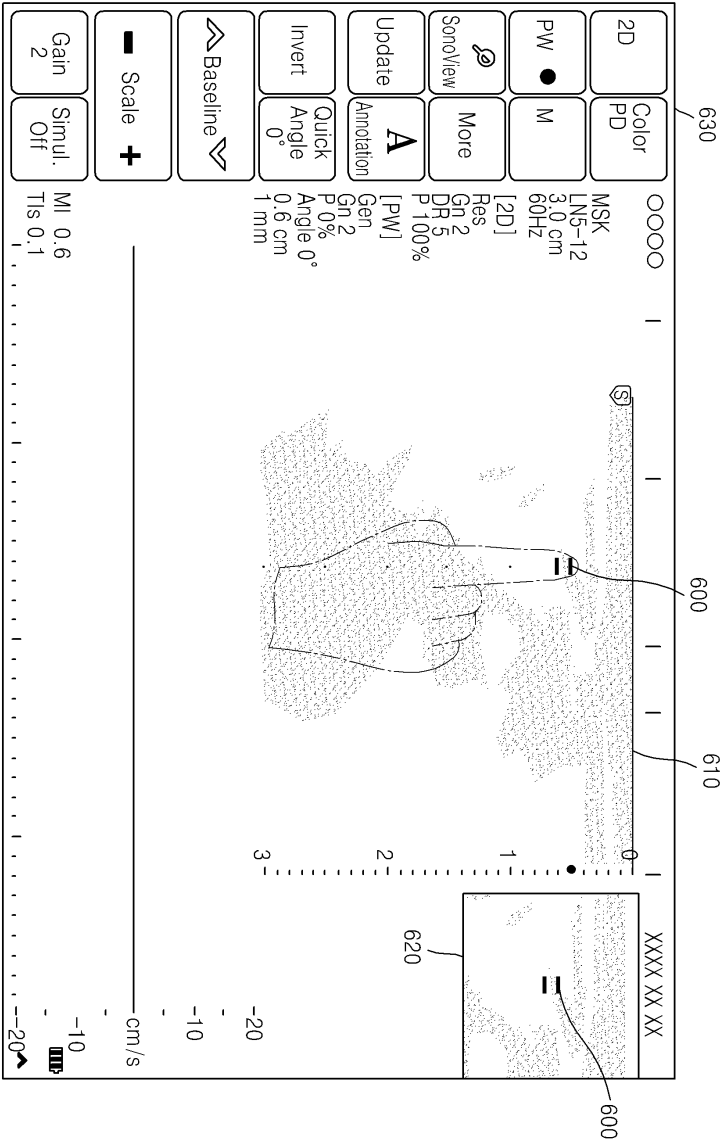 630
2D
Color
PD
PW ●
M
SonoView
More
Update
A
Annotation
Invert
Quick
Angle
0°
Baseline
Scale
Gain
2
Simul.
Off
MSK
LN5-12
3.0 cm
60Hz
[2D]
Res
Gn 2
DR 5
P 100%
[PW]
Gen
Gn 2
P 0%
Angle 0°
0.6 cm
1 mm
MI 0.6
TIs 0.1
S
600
610
0
1
2
3
XXXX XX XX
620
600
-20
-10
cm/s
-10
--20